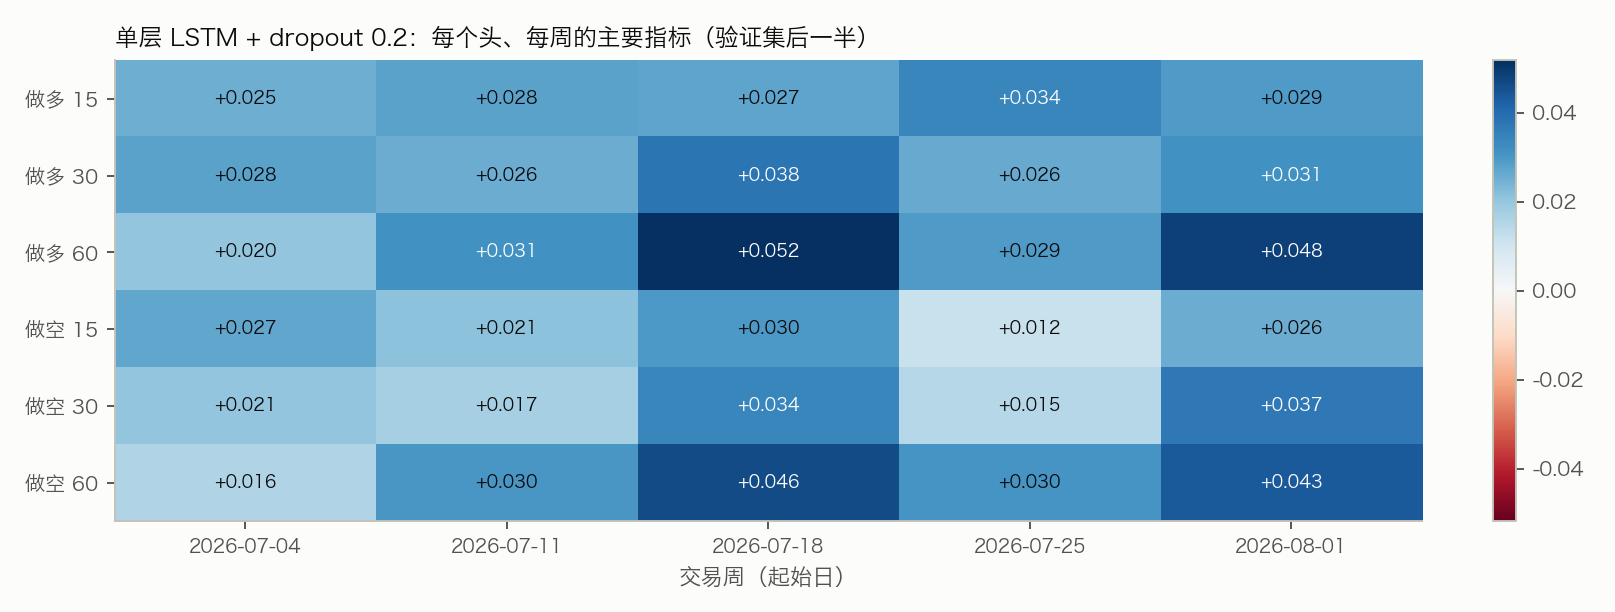 单层 LSTM + dropout 0.2：每个头、每周的主要指标（验证集后一半）
做多 15 +0.025 +0.028 +0.027 +0.034 +0.029
做多 30 +0.028 +0.026 +0.038 +0.026 +0.031
做多 60 +0.020 +0.031 +0.052 +0.029 +0.048
做空 15 +0.027 +0.021 +0.030 +0.012 +0.026
做空 30 +0.021 +0.017 +0.034 +0.015 +0.037
做空 60 +0.016 +0.030 +0.046 +0.030 +0.043
2026-07-04 2026-07-11 2026-07-18 2026-07-25 2026-08-01
交易周（起始日）
0.04
0.02
0.00
-0.02
-0.04